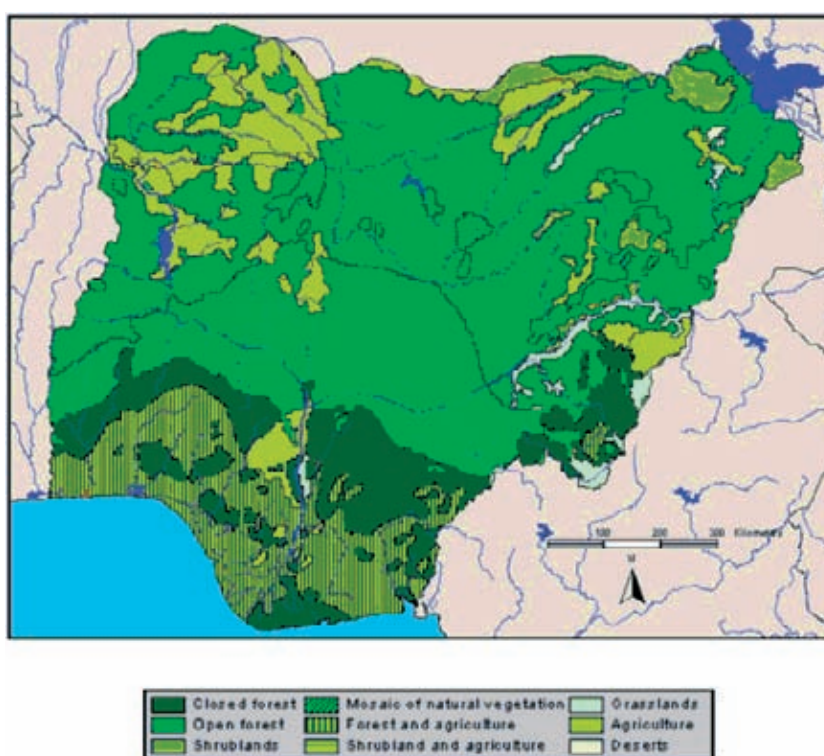 100 200 300 Kilometers
N
Closed forest Mosaic of natural vegetation Grasslands
Open forest Forest and agriculture Agriculture
Shrublands Shrubland and agriculture Deserts